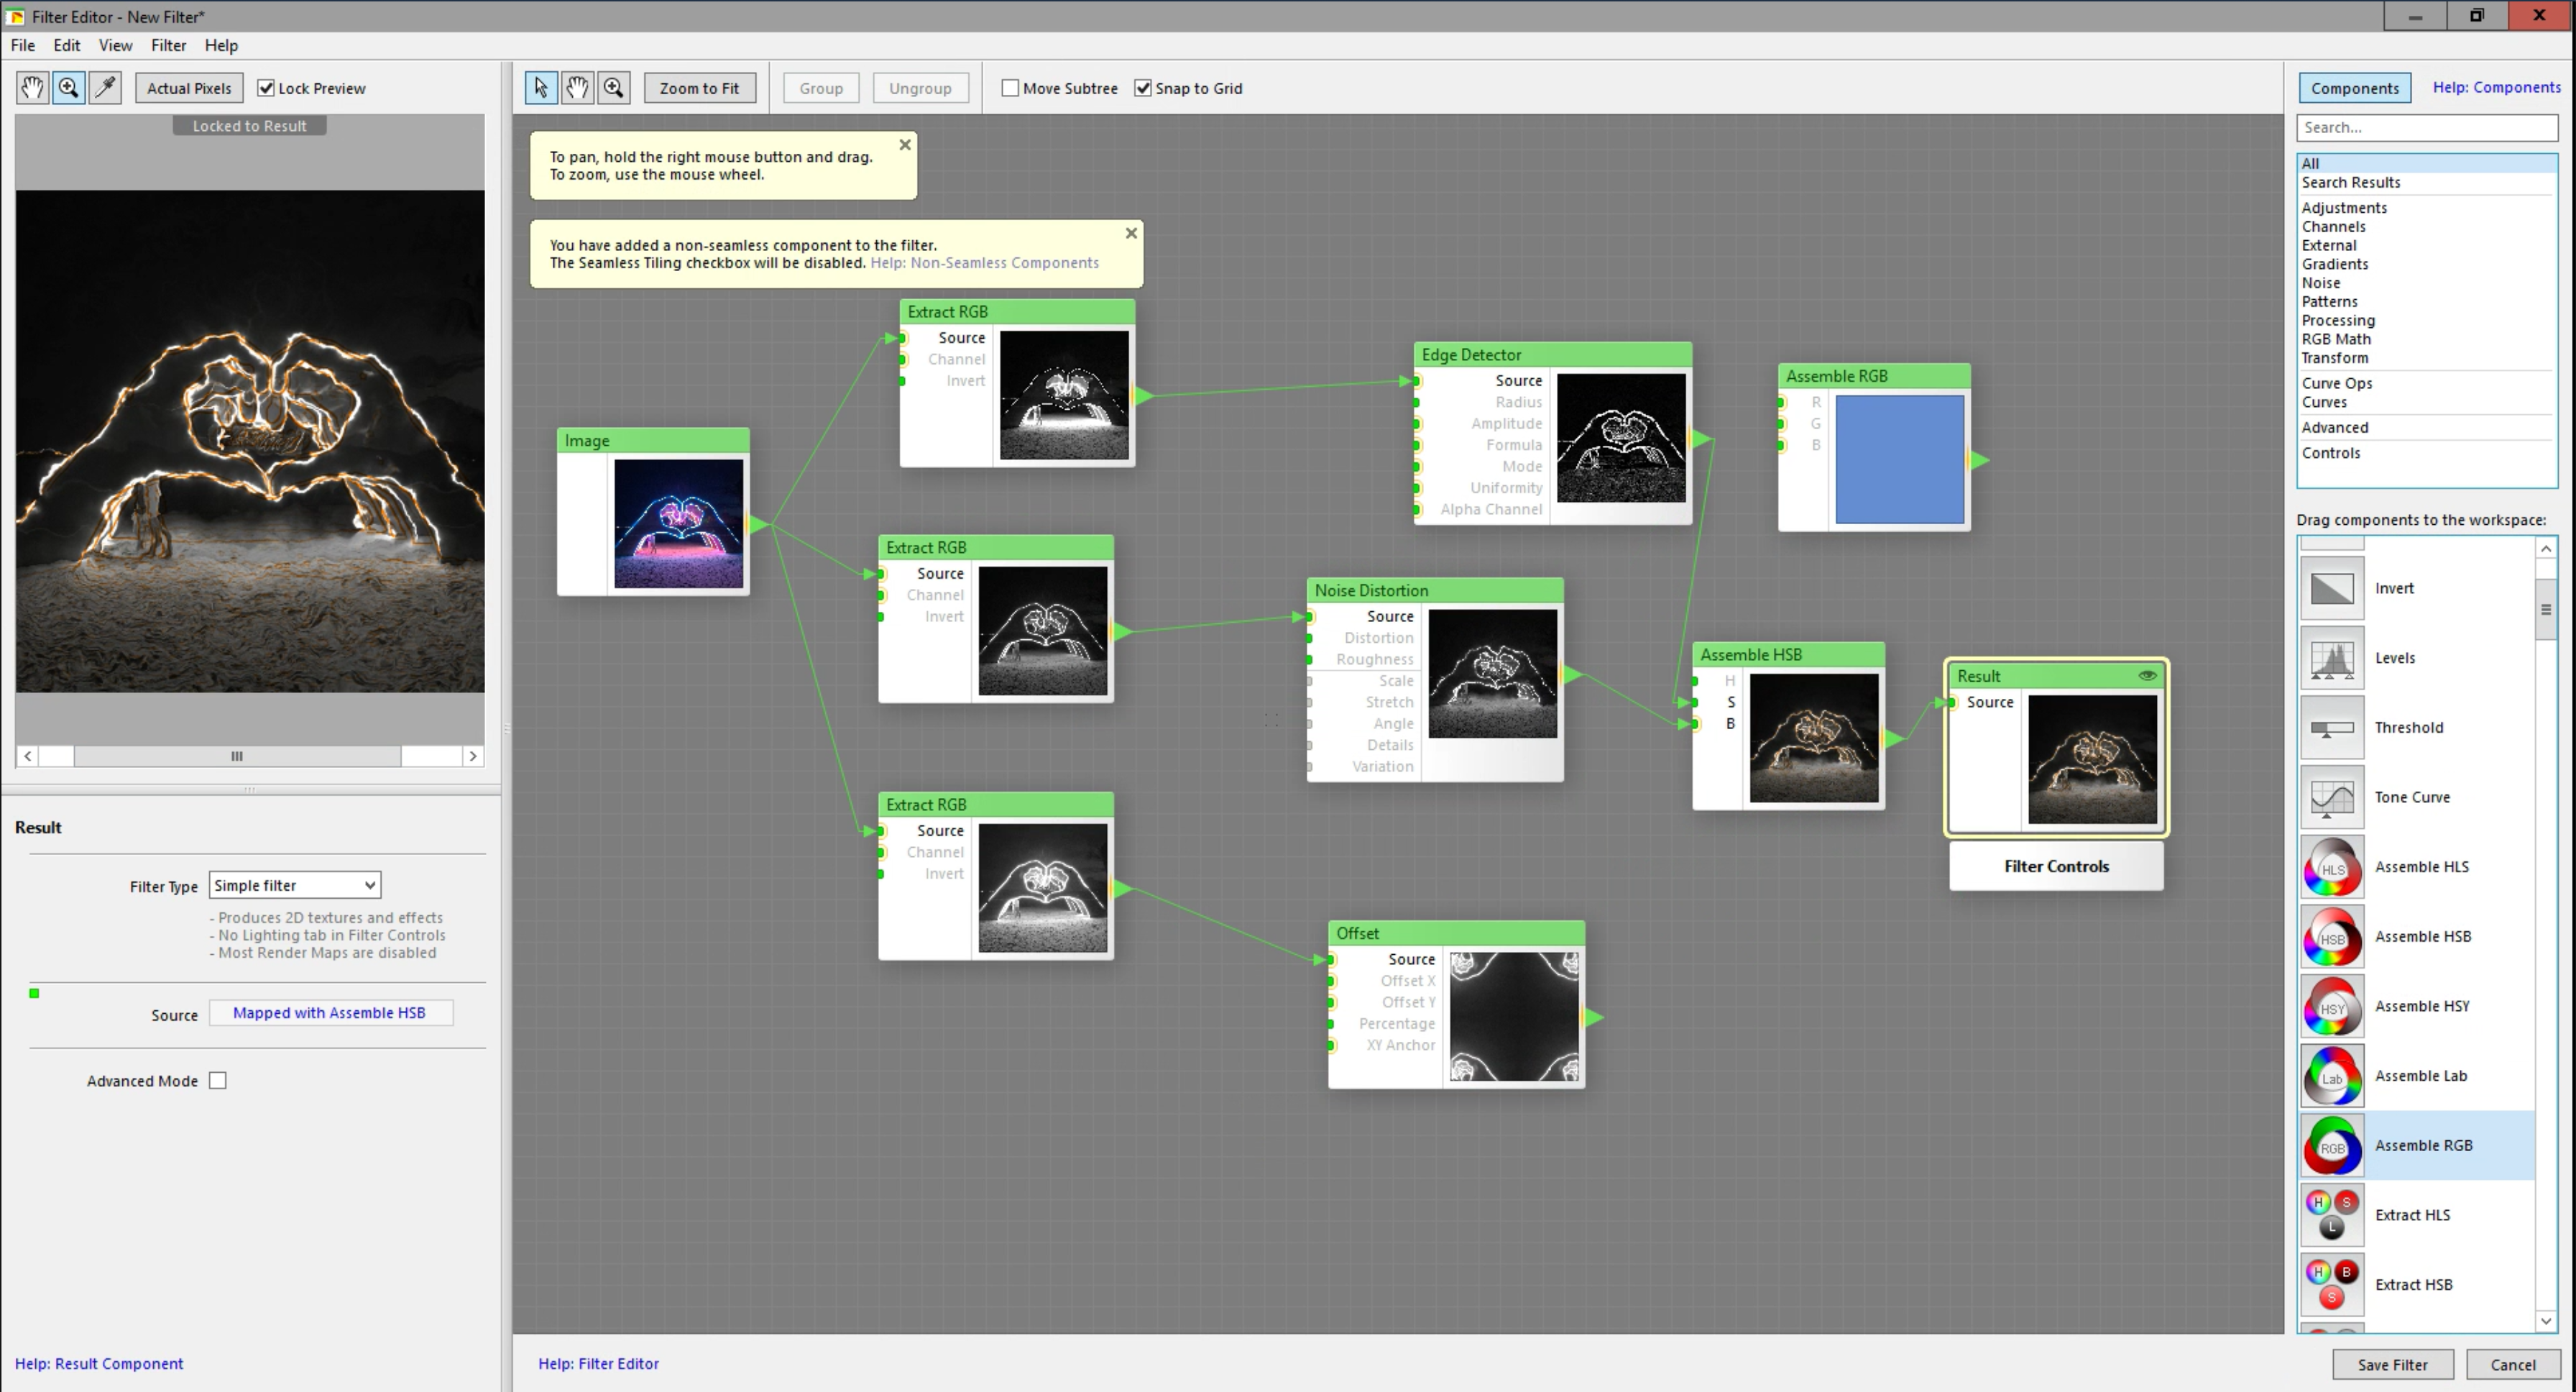 Filter Editor - New Filter*
File Edit View Filter Help
Actual Pixels Lock Preview
Zoom to Fit Group Ungroup Move Subtree Snap to Grid
Components Help: Components
Locked to Result
To pan, hold the right mouse button and drag.
To zoom, use the mouse wheel.
You have added a non-seamless component to the filter.
The Seamless Tiling checkbox will be disabled. Help: Non-Seamless Components
Image
Extract RGB
Source
Channel
Invert
Extract RGB
Source
Channel
Invert
Extract RGB
Source
Channel
Invert
Edge Detector
Source
Radius
Amplitude
Formula
Mode
Uniformity
Alpha Channel
Noise Distortion
Source
Distortion
Roughness
Scale
Stretch
Angle
Details
Variation
Offset
Source
Offset X
Offset Y
Percentage
XY Anchor
Assemble RGB
R
G
B
Assemble HSB
H
S
B
Result
Source
Filter Controls
Result
Filter Type Simple filter
- Produces 2D textures and effects
- No Lighting tab in Filter Controls
- Most Render Maps are disabled
Source Mapped with Assemble HSB
Advanced Mode
Help: Result Component
Help: Filter Editor
Search...
All
Search Results
Adjustments
Channels
External
Gradients
Noise
Patterns
Processing
RGB Math
Transform
Curve Ops
Curves
Advanced
Controls
Drag components to the workspace:
Invert
Levels
Threshold
Tone Curve
HLS Assemble HLS
HSB Assemble HSB
HSY Assemble HSY
Lab Assemble Lab
RGB Assemble RGB
H S L Extract HLS
H B S Extract HSB
Save Filter Cancel